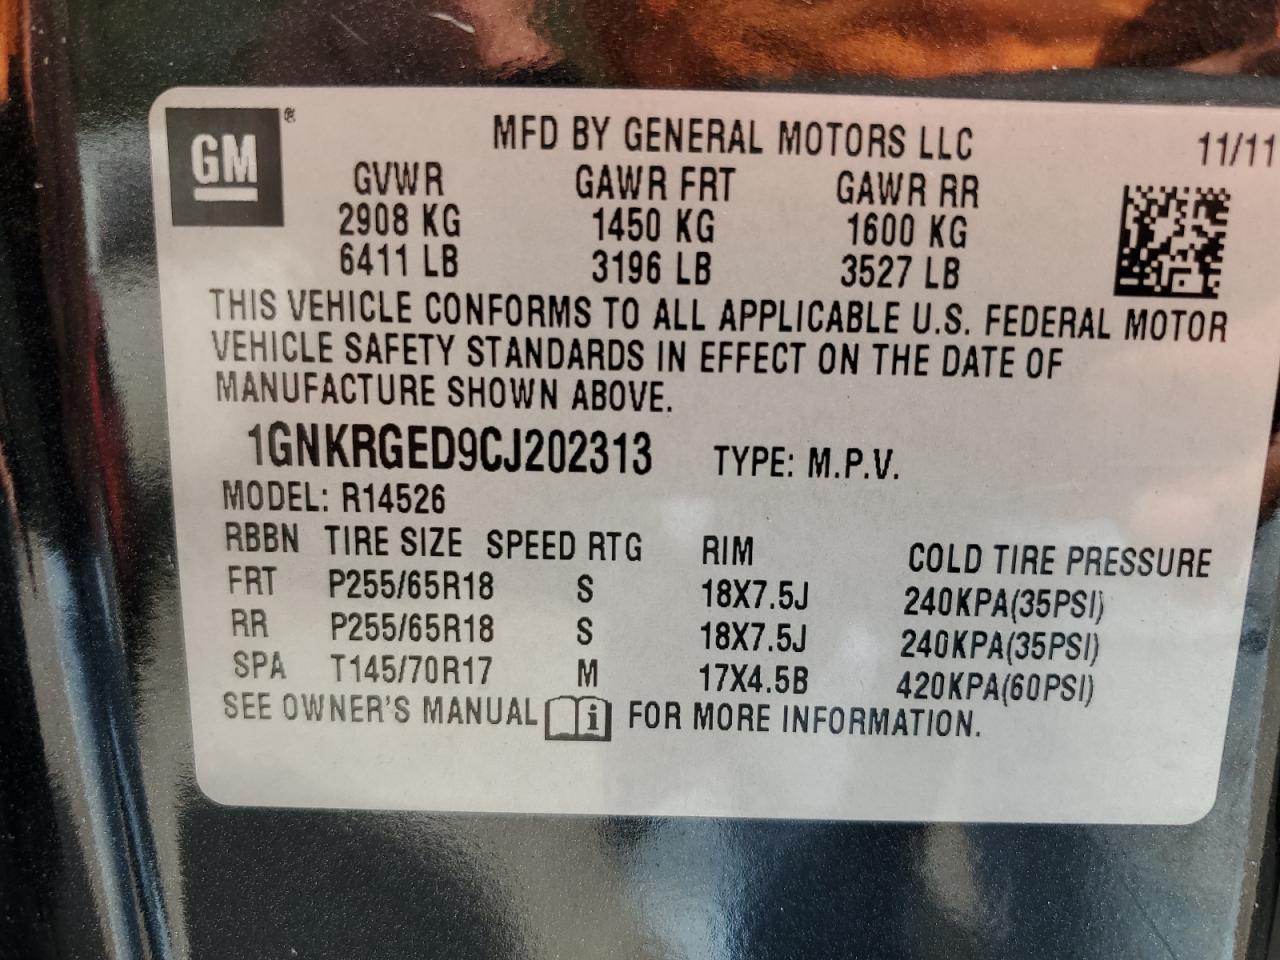 GM®
MFD BY GENERAL MOTORS LLC 11/11
GVWR GAWR FRT GAWR RR
2908 KG 1450 KG 1600 KG
6411 LB 3196 LB 3527 LB
THIS VEHICLE CONFORMS TO ALL APPLICABLE U.S. FEDERAL MOTOR
VEHICLE SAFETY STANDARDS IN EFFECT ON THE DATE OF
MANUFACTURE SHOWN ABOVE.
1GNKRGED9CJ202313 TYPE: M.P.V.
MODEL: R14526
RBBN TIRE SIZE SPEED RTG RIM COLD TIRE PRESSURE
FRT P255/65R18 S 18X7.5J 240KPA(35PSI)
RR P255/65R18 S 18X7.5J 240KPA(35PSI)
SPA T145/70R17 M 17X4.5B 420KPA(60PSI)
SEE OWNER'S MANUAL i FOR MORE INFORMATION.